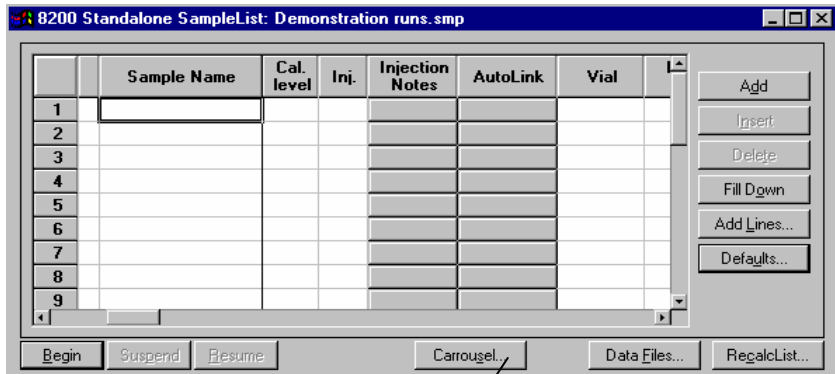 8200 Standalone SampleList: Demonstration runs.smp
Sample Name Cal. level Inj. Injection Notes AutoLink Vial
1
2
3
4
5
6
7
8
9
Add
Insert
Delete
Fill Down
Add Lines...
Defaults...
Begin Suspend Resume Carrousel... Data Files... RecalcList...